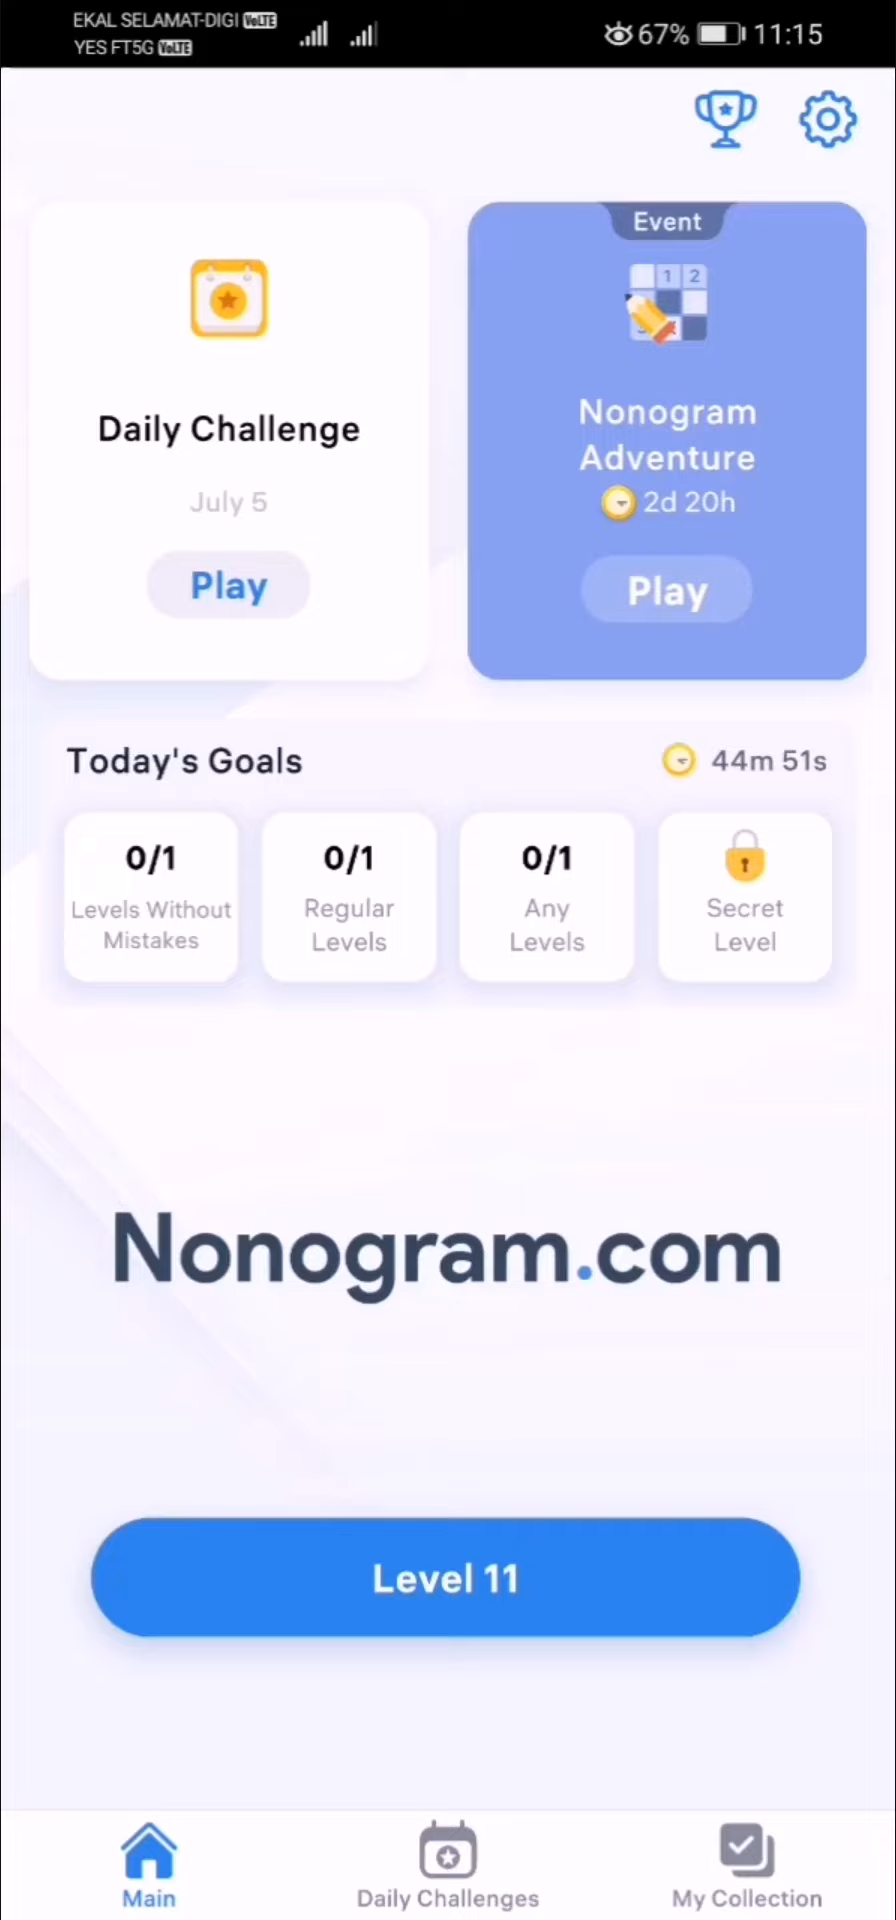 EKAL SELAMAT-DIGI VoLTE
YES FT5G VoLTE
67% 11:15
Event
1 2
Daily Challenge
July 5
Play
Nonogram
Adventure
2d 20h
Play
Today's Goals
44m 51s
0/1
Levels Without
Mistakes
0/1
Regular
Levels
0/1
Any
Levels
Secret
Level
Nonogram.com
Level 11
Main
Daily Challenges
My Collection